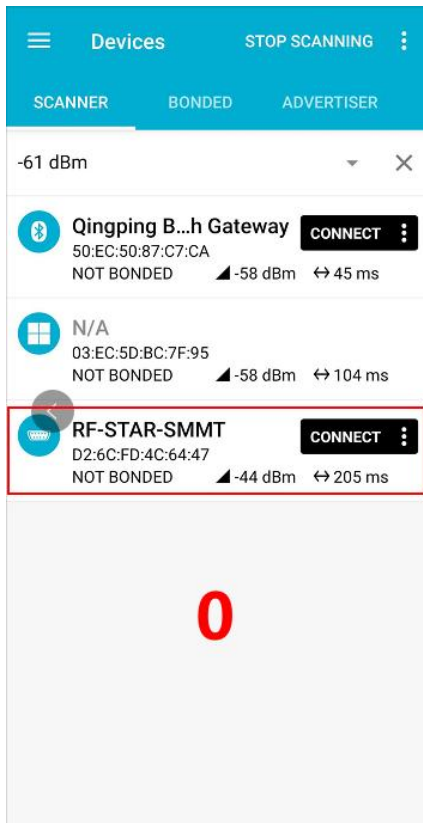 Devices STOP SCANNING
SCANNER BONDED ADVERTISER
-61 dBm
Qingping B...h Gateway CONNECT
50:EC:50:87:C7:CA
NOT BONDED -58 dBm ↔ 45 ms
N/A
03:EC:5D:BC:7F:95
NOT BONDED -58 dBm ↔ 104 ms
RF-STAR-SMMT CONNECT
D2:6C:FD:4C:64:47
NOT BONDED -44 dBm ↔ 205 ms
0